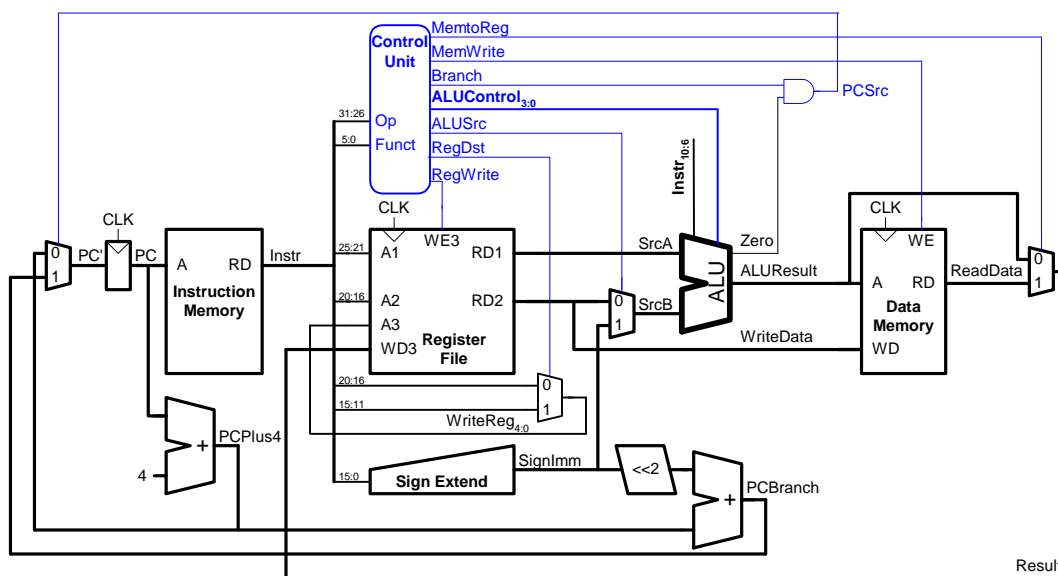 MemtoReg
Control
Unit
MemWrite
Branch
ALUControl3:0
PCSrc
31:26
Op
ALUSrc
5:0
Funct
RegDst
RegWrite
Instr10:6
CLK
CLK
CLK
0
1
PC'
PC
A
RD
Instr
Instruction
Memory
25:21
A1
WE3
RD1
SrcA
Zero
ALU
ALUResult
WE
A
RD
ReadData
0
1
20:16
A2
RD2
0
1
SrcB
A3
WD3
Register
File
WriteData
Data
Memory
WD
20:16
15:11
0
1
WriteReg4:0
PCPlus4
+
4
SignImm
15:0
Sign Extend
<<2
+
PCBranch
Resul